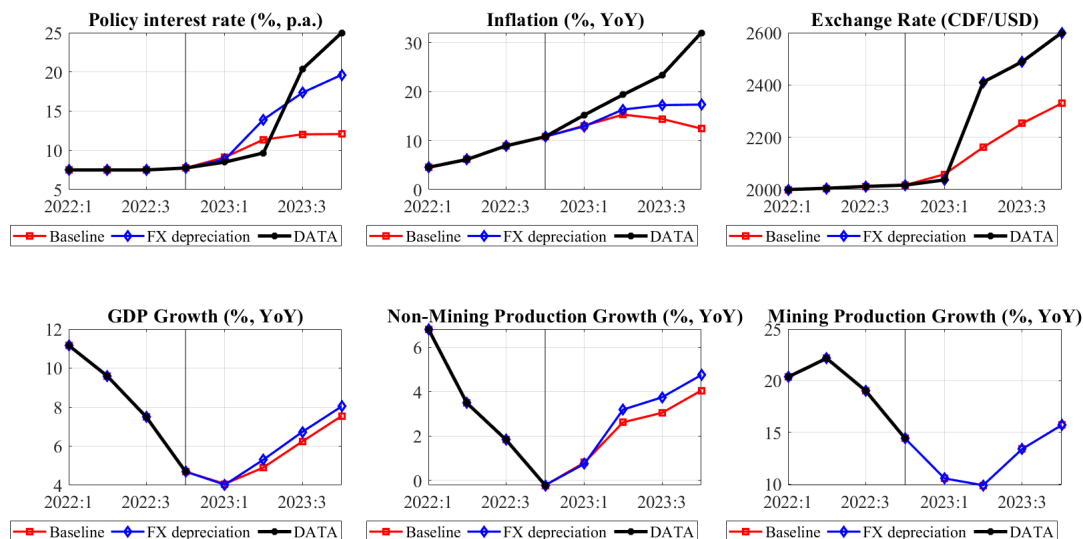 Policy interest rate (%, p.a.)
25
20
15
10
5
2022:1 2022:3 2023:1 2023:3
Baseline FX depreciation DATA
Inflation (%, YoY)
30
20
10
0
2022:1 2022:3 2023:1 2023:3
Baseline FX depreciation DATA
Exchange Rate (CDF/USD)
2600
2400
2200
2000
2022:1 2022:3 2023:1 2023:3
Baseline FX depreciation DATA
GDP Growth (%, YoY)
12
10
8
6
4
2022:1 2022:3 2023:1 2023:3
Baseline FX depreciation DATA
Non-Mining Production Growth (%, YoY)
6
4
2
0
2022:1 2022:3 2023:1 2023:3
Baseline FX depreciation DATA
Mining Production Growth (%, YoY)
25
20
15
10
2022:1 2022:3 2023:1 2023:3
Baseline FX depreciation DATA